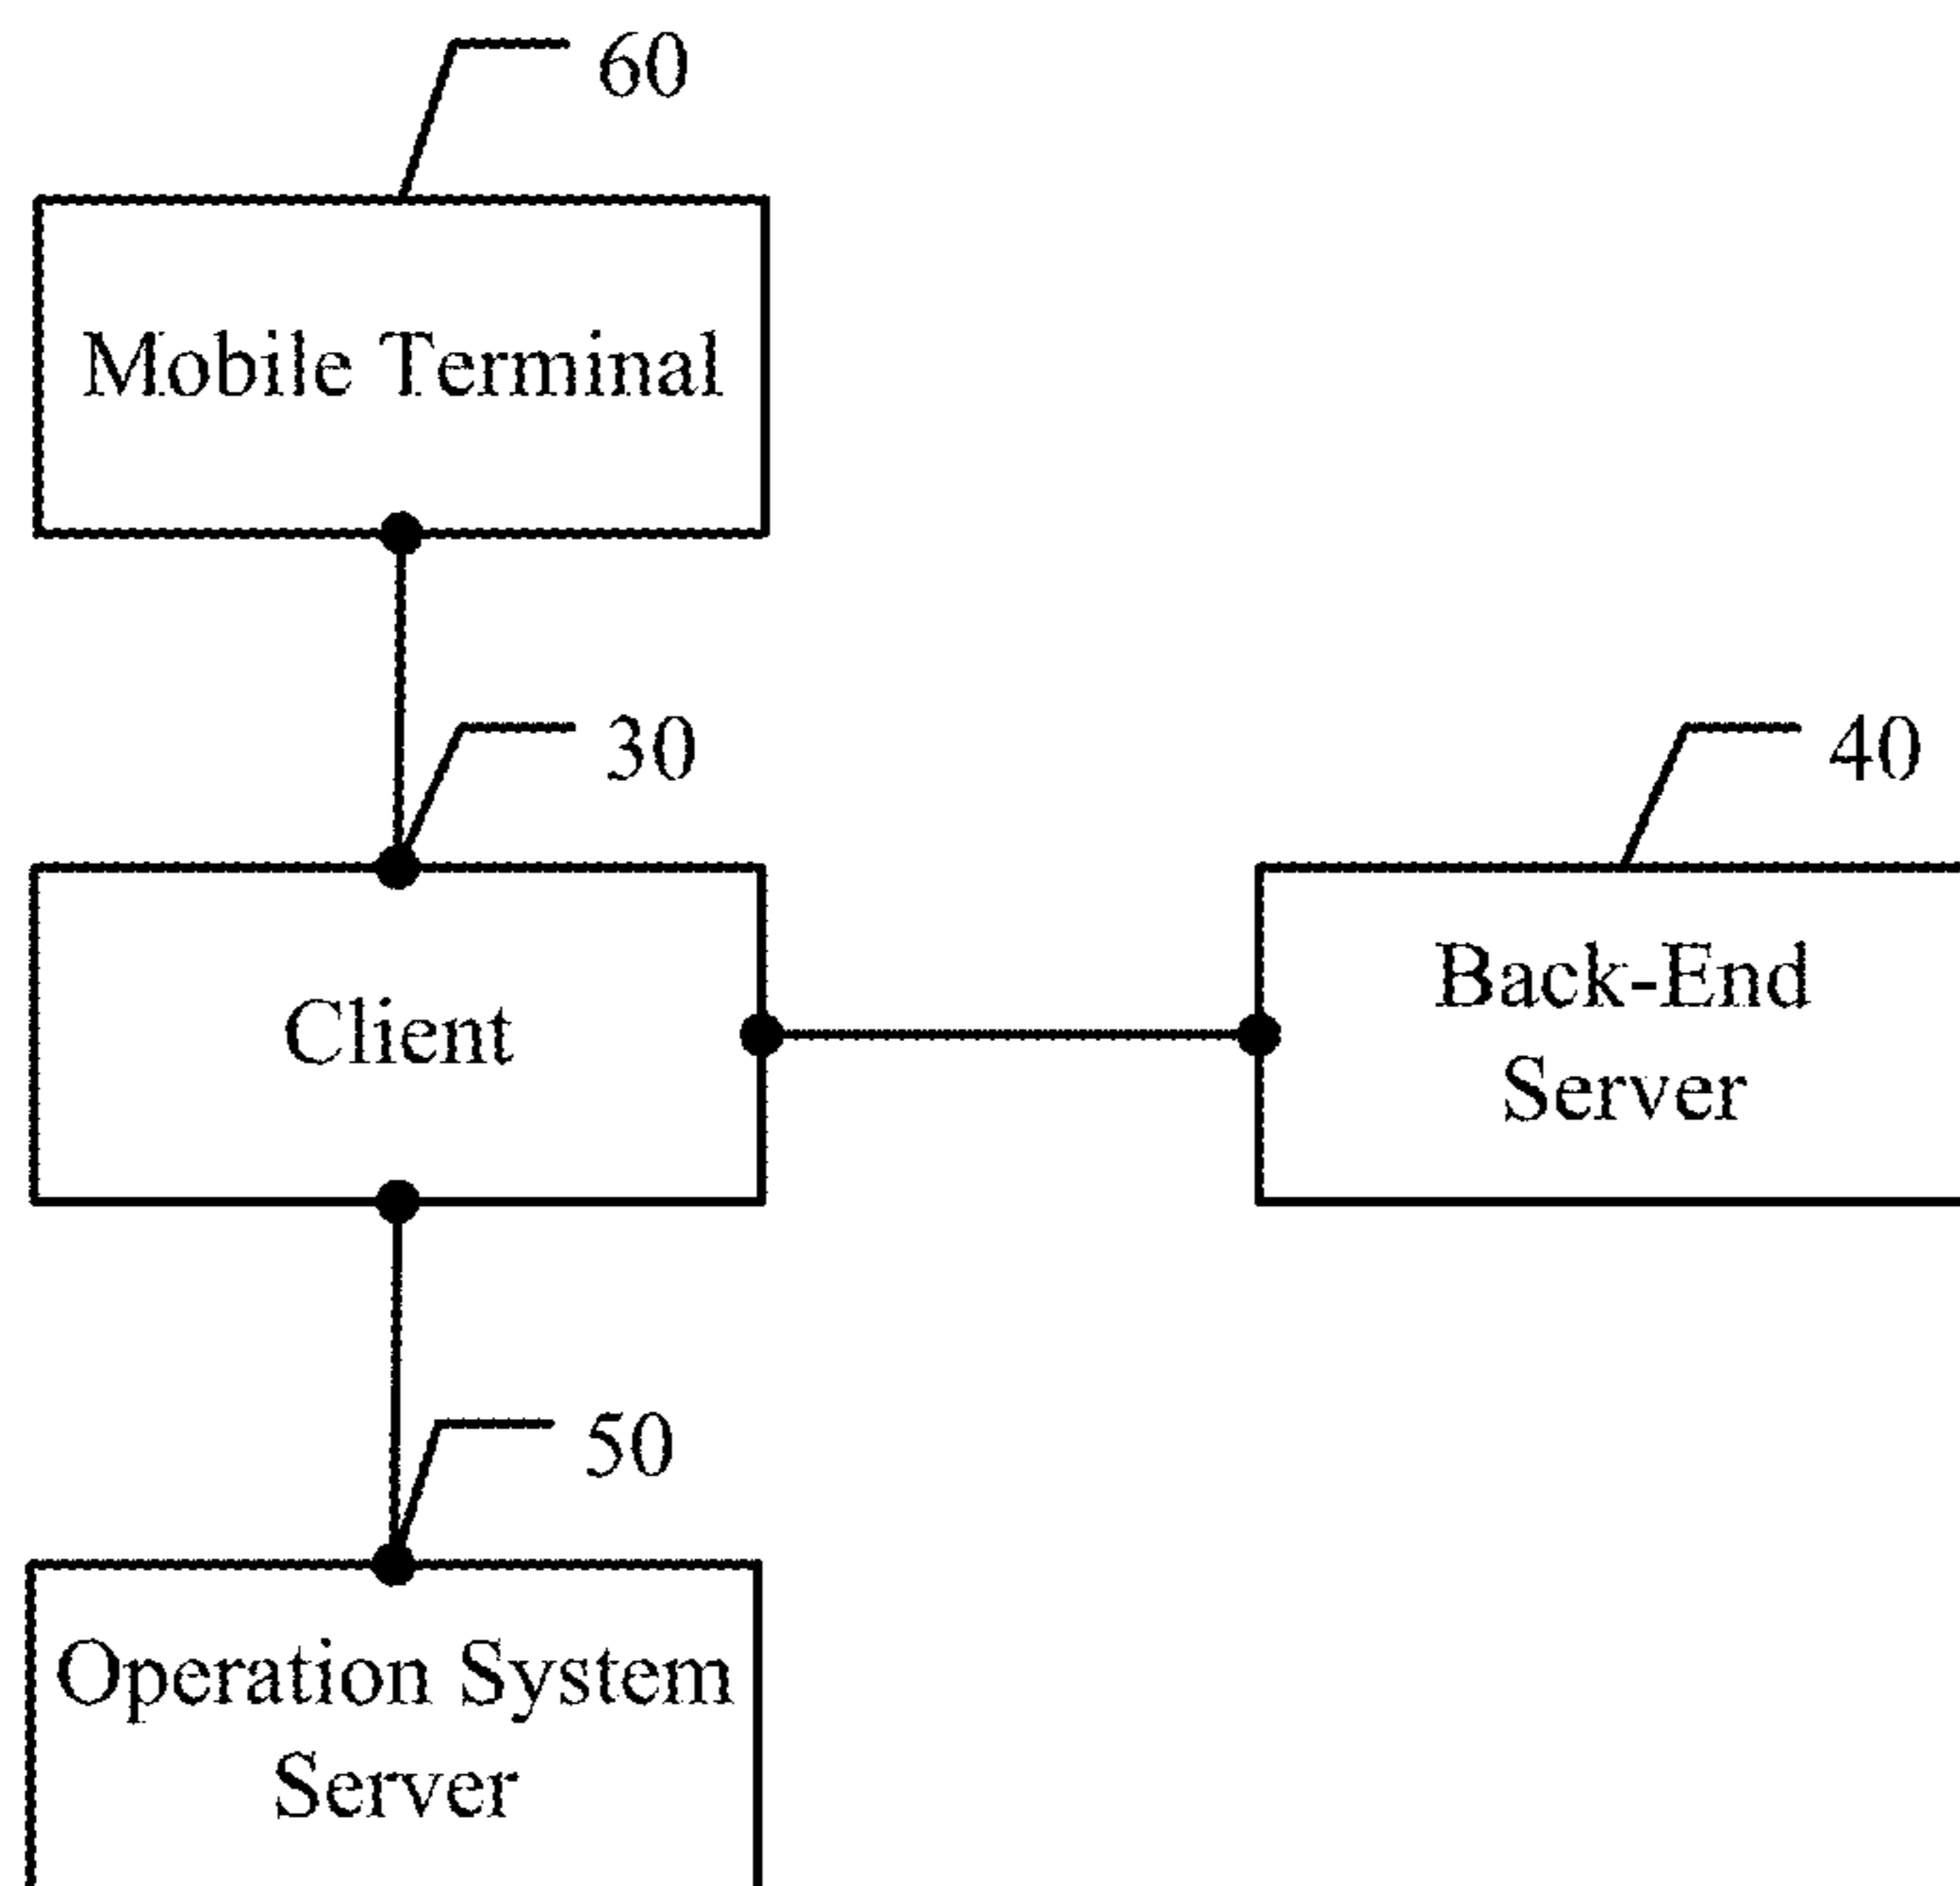 60
Mobile Terminal
30
40
Client
Back-End
Server
50
Operation System
Server